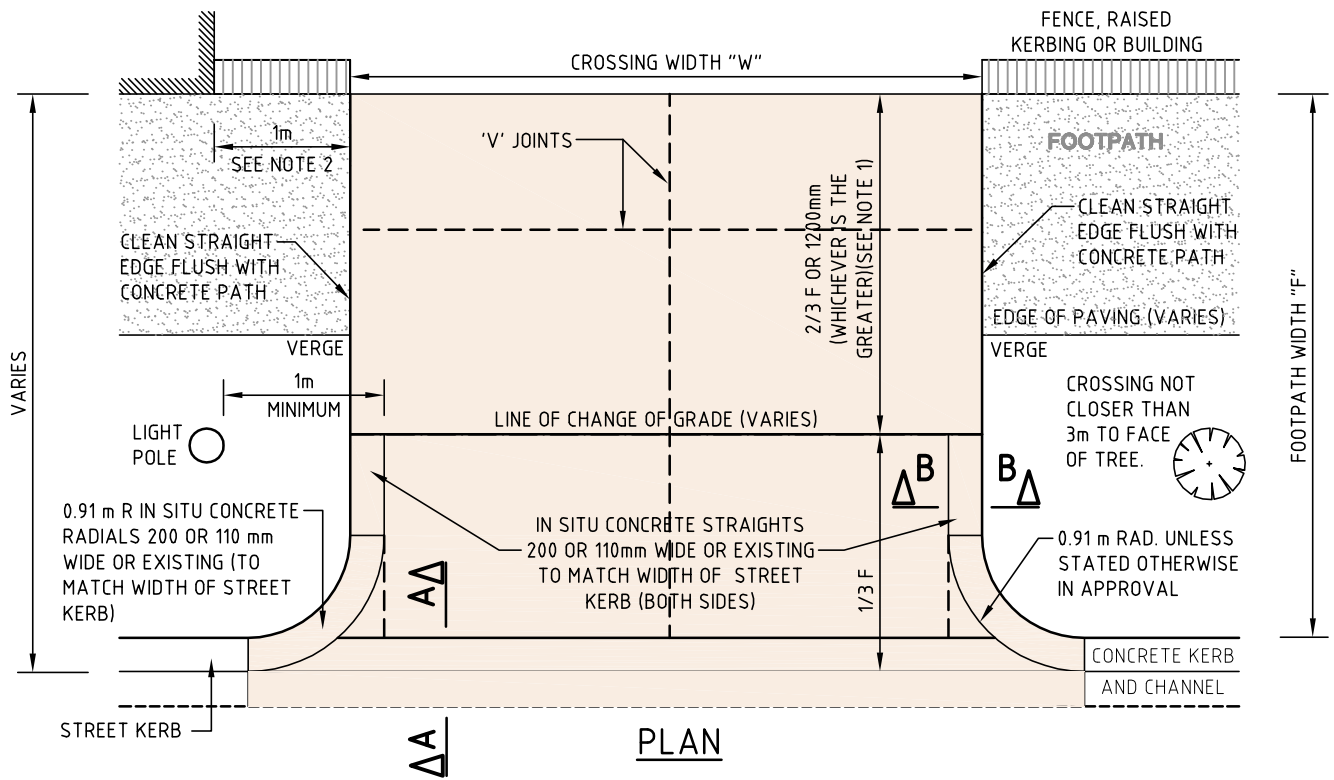 FENCE, RAISED
KERBING OR BUILDING
CROSSING WIDTH "W"
1m
SEE NOTE 2
'V' JOINTS
FOOTPATH
2/3 F OR 1200mm
(WHICHEVER IS THE
GREATER)(SEE NOTE 1)
CLEAN STRAIGHT
EDGE FLUSH WITH
CONCRETE PATH
CLEAN STRAIGHT
EDGE FLUSH WITH
CONCRETE PATH
EDGE OF PAVING (VARIES)
VERGE
VERGE
VARIES
FOOTPATH WIDTH "F"
1m
MINIMUM
LINE OF CHANGE OF GRADE (VARIES)
CROSSING NOT
CLOSER THAN
3m TO FACE
OF TREE.
LIGHT
POLE
B
B
0.91 m R IN SITU CONCRETE
RADIALS 200 OR 110 mm
WIDE OR EXISTING (TO
MATCH WIDTH OF STREET
KERB)
IN SITU CONCRETE STRAIGHTS
200 OR 110mm WIDE OR EXISTING
TO MATCH WIDTH OF STREET
KERB (BOTH SIDES)
0.91 m RAD. UNLESS
STATED OTHERWISE
IN APPROVAL
A
1/3 F
CONCRETE KERB
AND CHANNEL
STREET KERB
A
PLAN